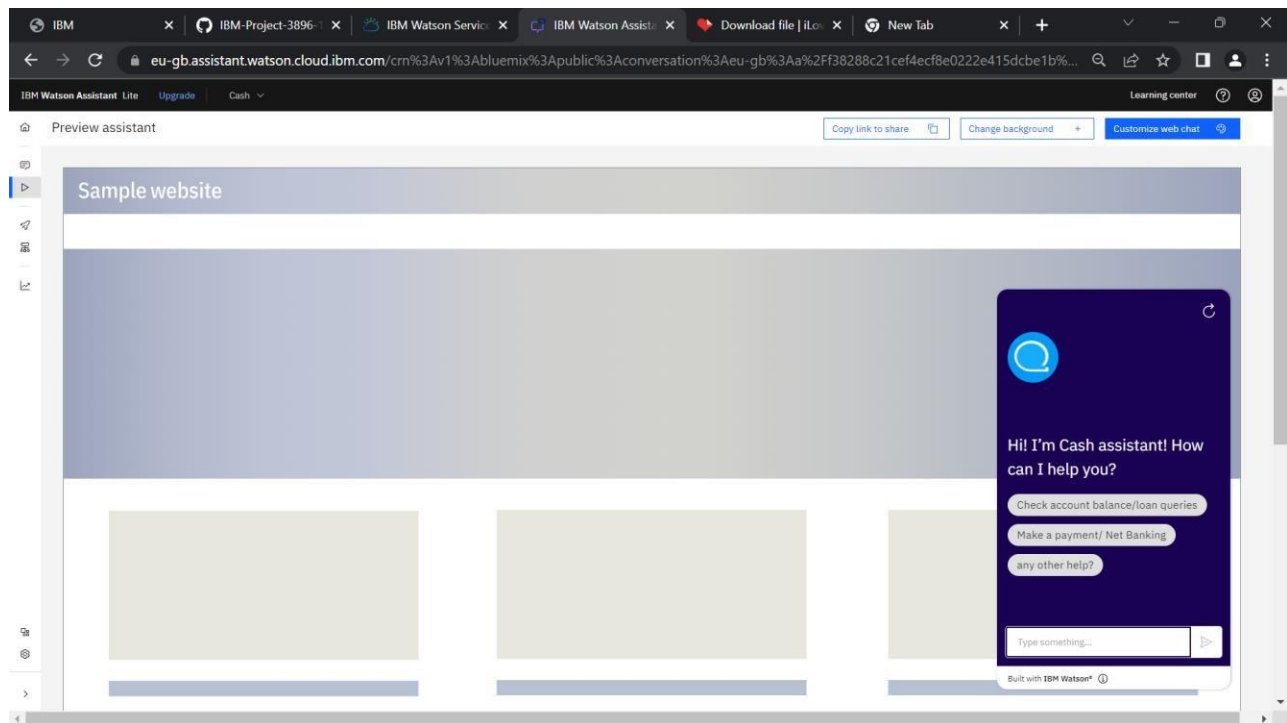 IBM
IBM-Project-3896-1
IBM Watson Service
IBM Watson Assista
Download file | iLov
New Tab
eu-gb.assistant.watson.cloud.ibm.com/crn%3Av1%3Abluemix%3Apublic%3Aconversation%3Aeu-gb%3Aa%2Ff38288c21cef4ecf8e0222e415dcbe1b%...
IBM Watson Assistant Lite Upgrade Cash Learning center
Preview assistant Copy link to share Change background + Customize web chat
Sample website
Hi! I'm Cash assistant! How
can I help you?
Check account balance/loan queries
Make a payment/ Net Banking
any other help?
Type something...
Built with IBM Watson®